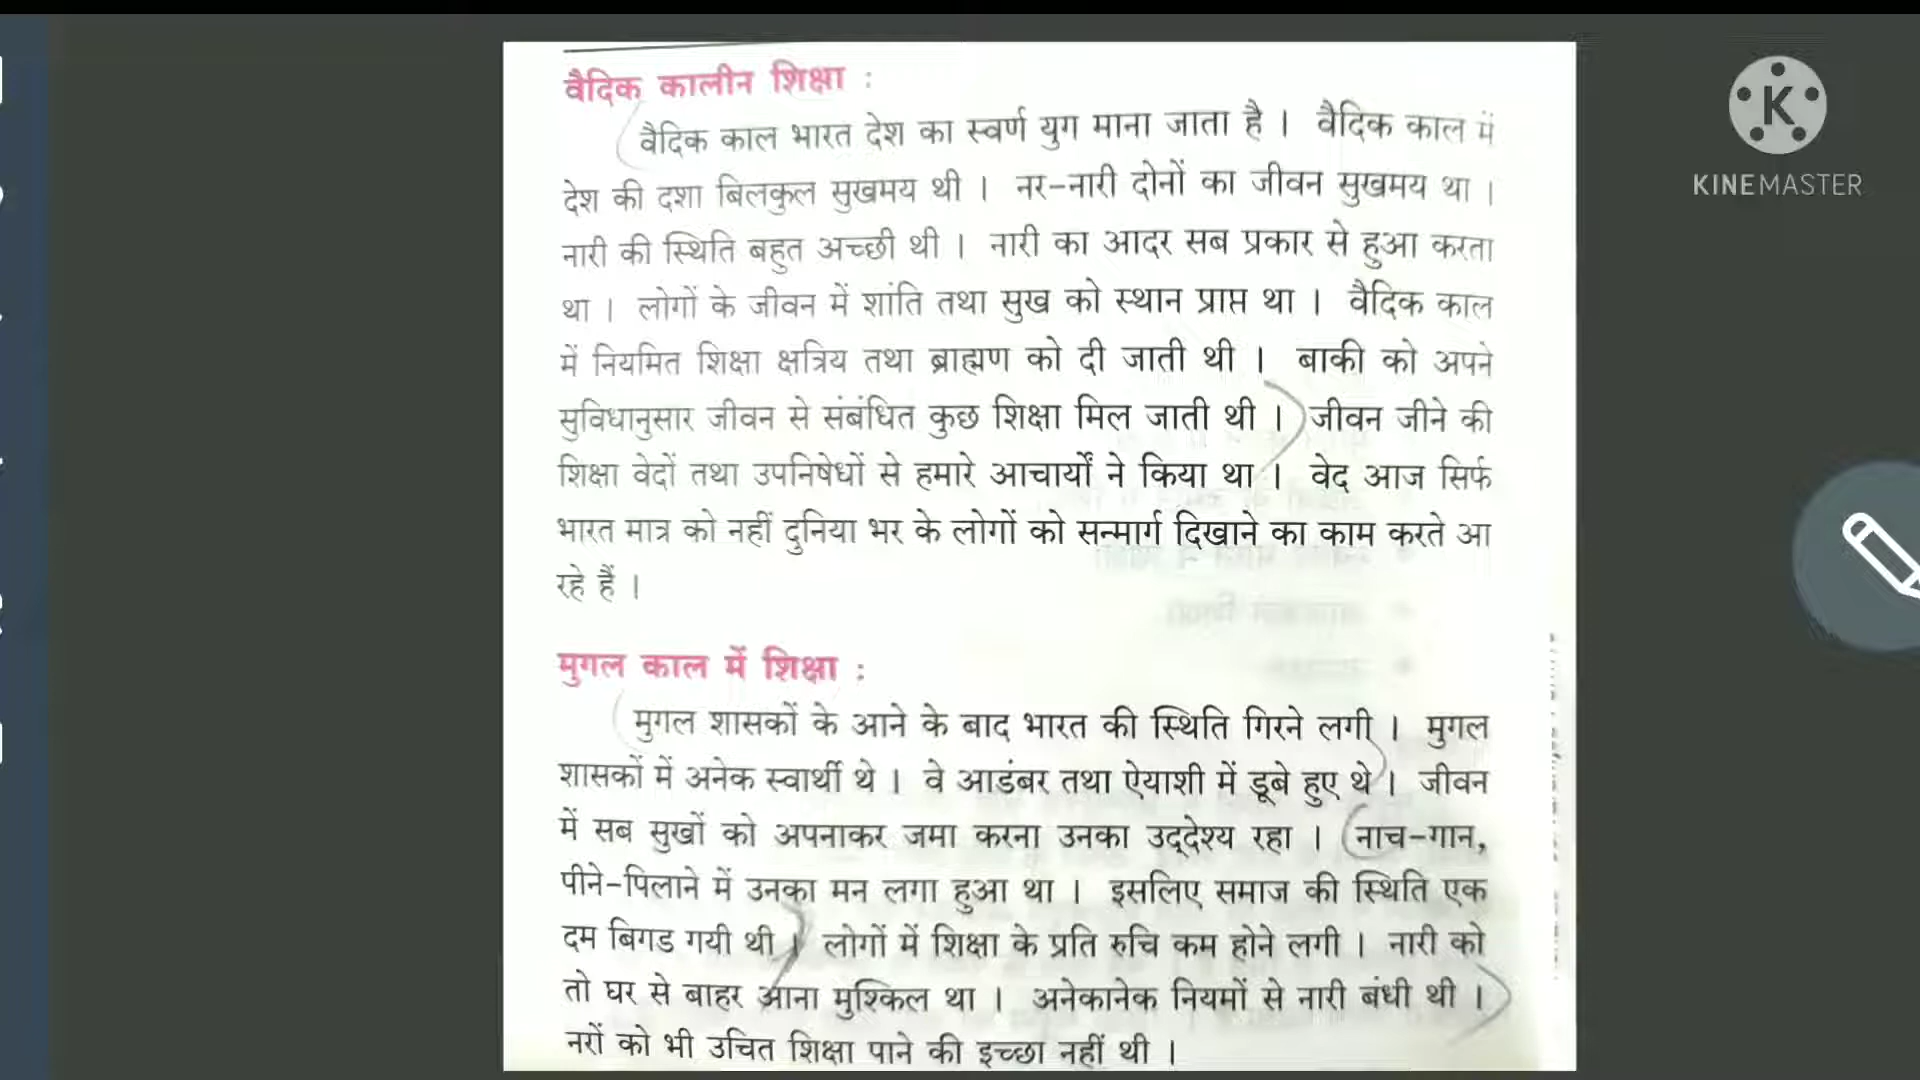 वैदिक कालीन शिक्षा :
वैदिक काल भारत देश का स्वर्ण युग माना जाता है । वैदिक काल में
देश की दशा बिलकुल सुखमय थी । नर-नारी दोनों का जीवन सुखमय था ।
नारी की स्थिति बहुत अच्छी थी । नारी का आदर सब प्रकार से हुआ करता
था । लोगों के जीवन में शांति तथा सुख को स्थान प्राप्त था । वैदिक काल
में नियमित शिक्षा क्षत्रिय तथा ब्राह्मण को दी जाती थी । बाकी को अपने
सुविधानुसार जीवन से संबंधित कुछ शिक्षा मिल जाती थी । जीवन जीने की
शिक्षा वेदों तथा उपनिषेधों से हमारे आचार्यों ने किया था । वेद आज सिर्फ
भारत मात्र को नहीं दुनिया भर के लोगों को सन्मार्ग दिखाने का काम करते आ
रहे हैं ।
मुगल काल में शिक्षा :
मुगल शासकों के आने के बाद भारत की स्थिति गिरने लगी । मुगल
शासकों में अनेक स्वार्थी थे । वे आडंबर तथा ऐयाशी में डूबे हुए थे । जीवन
में सब सुखों को अपनाकर जमा करना उनका उद्देश्य रहा । नाच-गान,
पीने-पिलाने में उनका मन लगा हुआ था । इसलिए समाज की स्थिति एक
दम बिगड गयी थी । लोगों में शिक्षा के प्रति रुचि कम होने लगी । नारी को
तो घर से बाहर आना मुश्किल था । अनेकानेक नियमों से नारी बंधी थी ।
नरों को भी उचित शिक्षा पाने की इच्छा नहीं थी ।
K
KINEMASTER